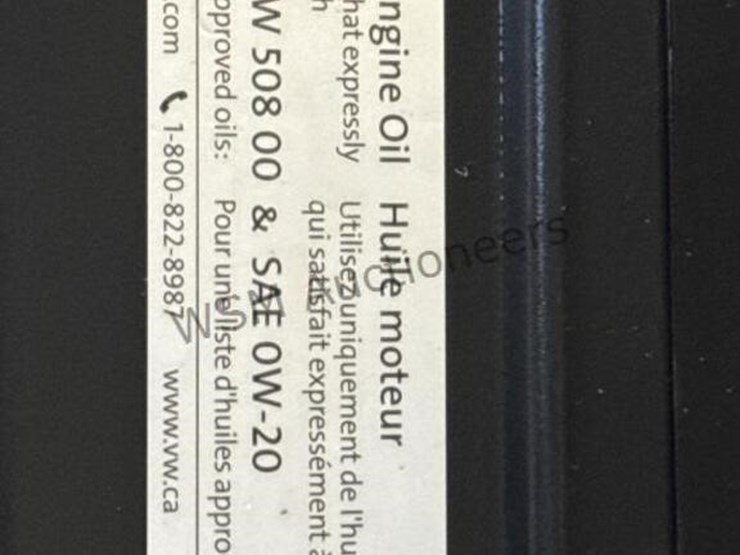 ngine Oil Huile moteur
hat expressly Utilisez uniquement de l'hu
h qui satisfait expressément à
W 508 00 & SAE 0W-20
pproved oils: Pour une liste d'huiles appro
.com 1-800-822-8987 www.vw.ca